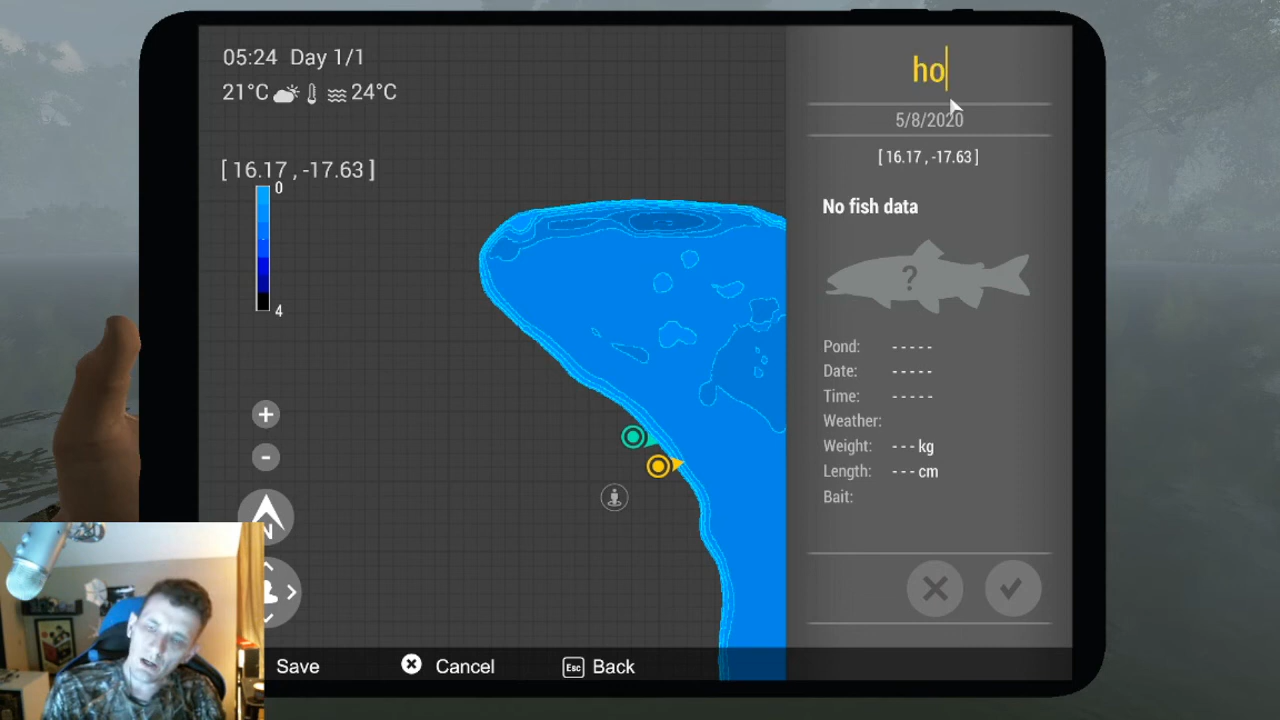 05:24 Day 1/1
21°C 24°C
[ 16.17 , -17.63 ]
0
4
+
-
N
ho
5/8/2020
[ 16.17 , -17.63 ]
No fish data
?
Pond: - - - - -
Date: - - - - -
Time: - - - - -
Weather:
Weight: - - - kg
Length: - - - cm
Bait:
Save
Cancel
Esc Back